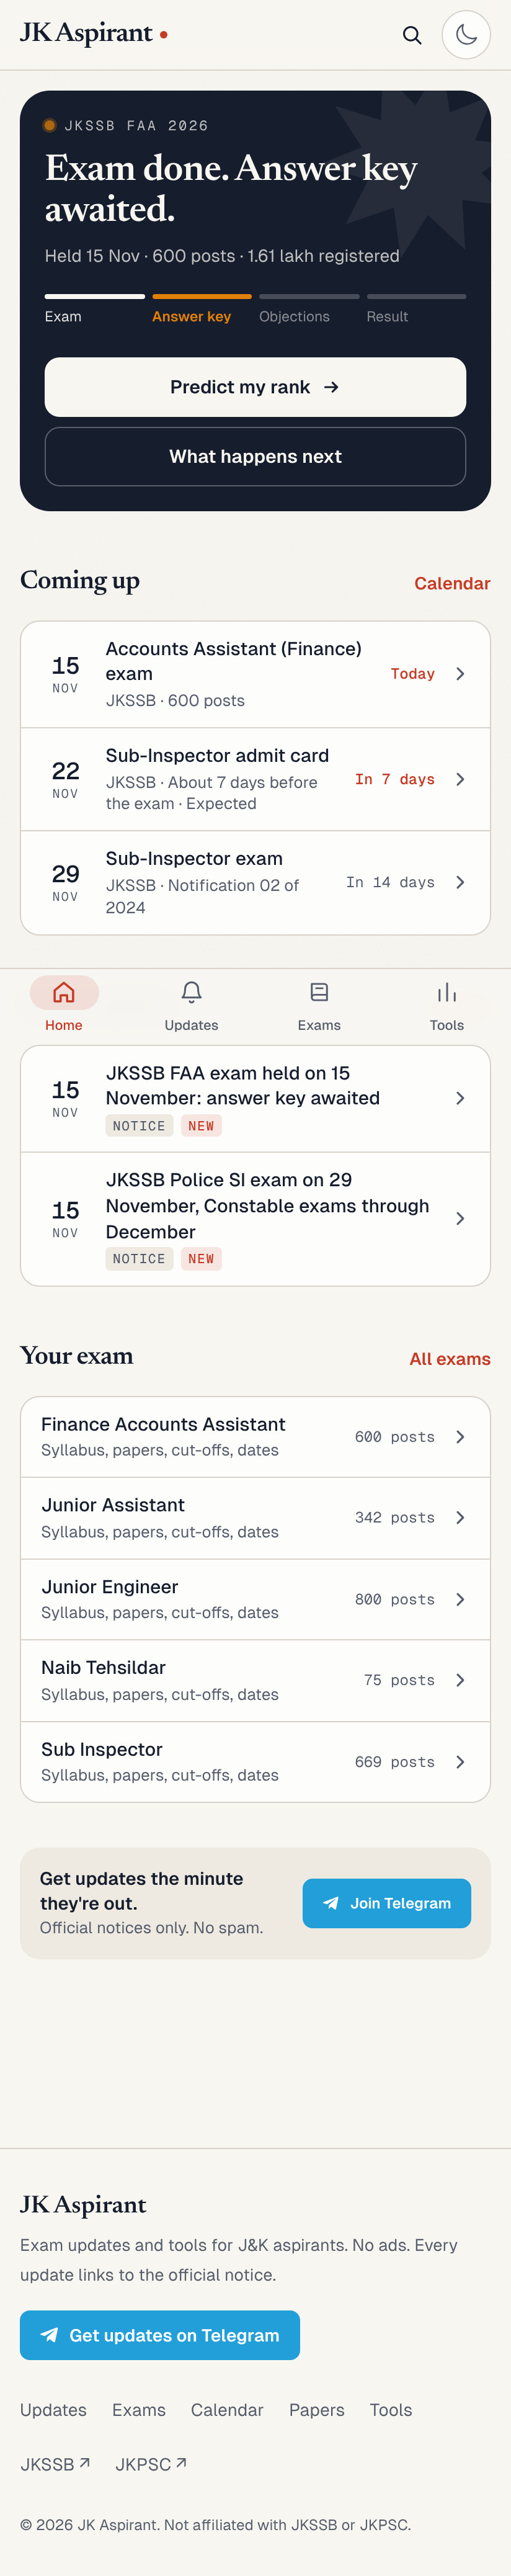 JK Aspirant
JKSSB FAA 2026
Exam done. Answer key
awaited.
Held 15 Nov · 600 posts · 1.61 lakh registered
Exam
Answer key
Objections
Result
Predict my rank →
What happens next
Coming up
Calendar
15
NOV
Accounts Assistant (Finance)
exam
JKSSB · 600 posts
Today
22
NOV
Sub-Inspector admit card
JKSSB · About 7 days before
the exam · Expected
In 7 days
29
NOV
Sub-Inspector exam
JKSSB · Notification 02 of
2024
In 14 days
Home
Updates
Exams
Tools
15
NOV
JKSSB FAA exam held on 15
November: answer key awaited
NOTICE NEW
15
NOV
JKSSB Police SI exam on 29
November, Constable exams through
December
NOTICE NEW
Your exam
All exams
Finance Accounts Assistant
Syllabus, papers, cut-offs, dates
600 posts
Junior Assistant
Syllabus, papers, cut-offs, dates
342 posts
Junior Engineer
Syllabus, papers, cut-offs, dates
800 posts
Naib Tehsildar
Syllabus, papers, cut-offs, dates
75 posts
Sub Inspector
Syllabus, papers, cut-offs, dates
669 posts
Get updates the minute
they're out.
Official notices only. No spam.
Join Telegram
JK Aspirant
Exam updates and tools for J&K aspirants. No ads. Every
update links to the official notice.
Get updates on Telegram
Updates Exams Calendar Papers Tools
JKSSB ↗ JKPSC ↗
© 2026 JK Aspirant. Not affiliated with JKSSB or JKPSC.